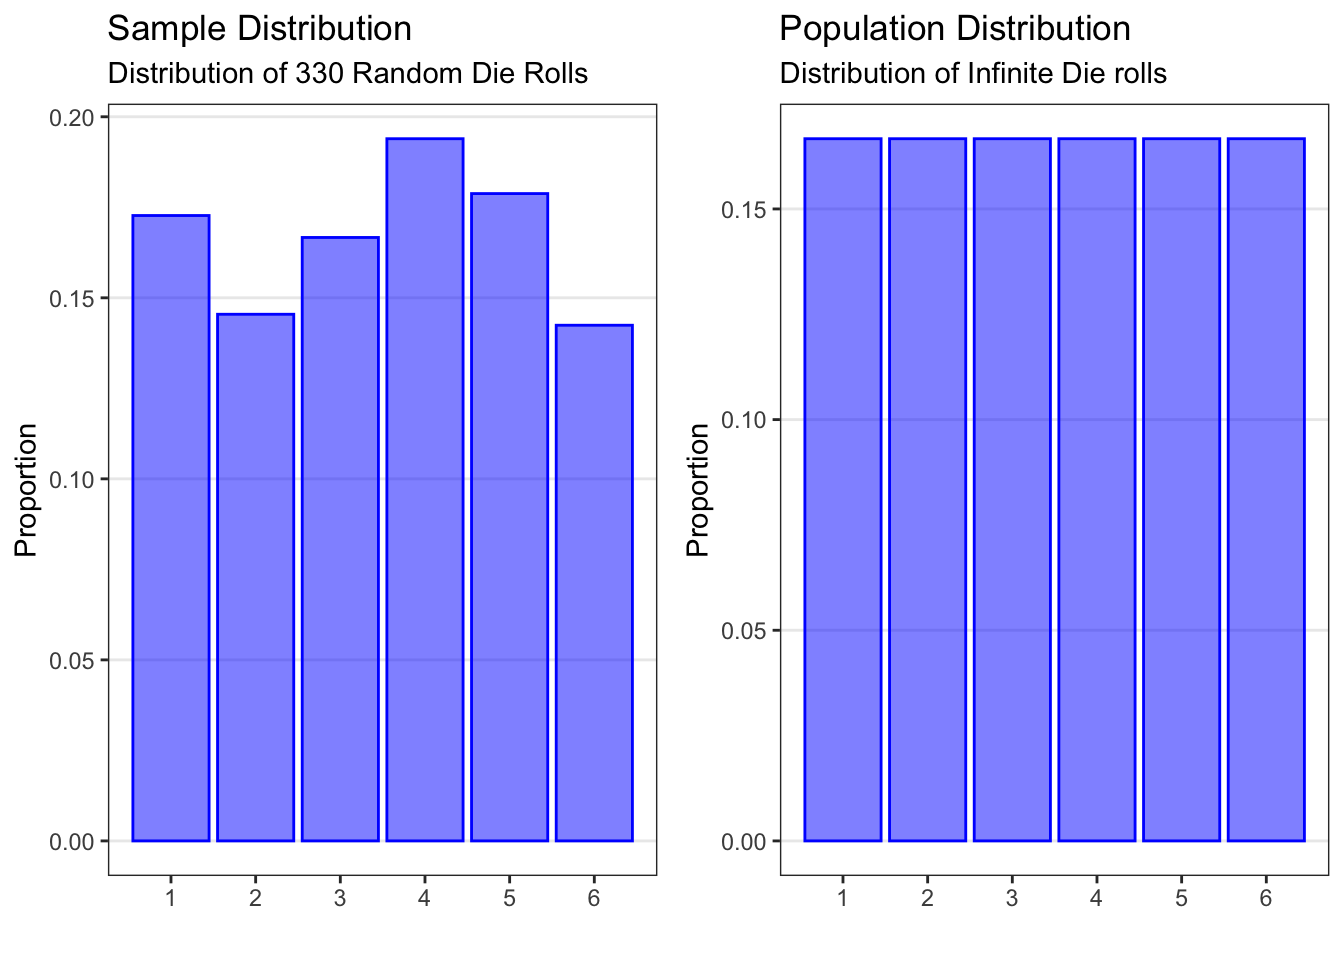 Sample Distribution
Distribution of 330 Random Die Rolls
Proportion
0.20
0.15
0.10
0.05
0.00
1 2 3 4 5 6
Population Distribution
Distribution of Infinite Die rolls
Proportion
0.15
0.10
0.05
0.00
1 2 3 4 5 6